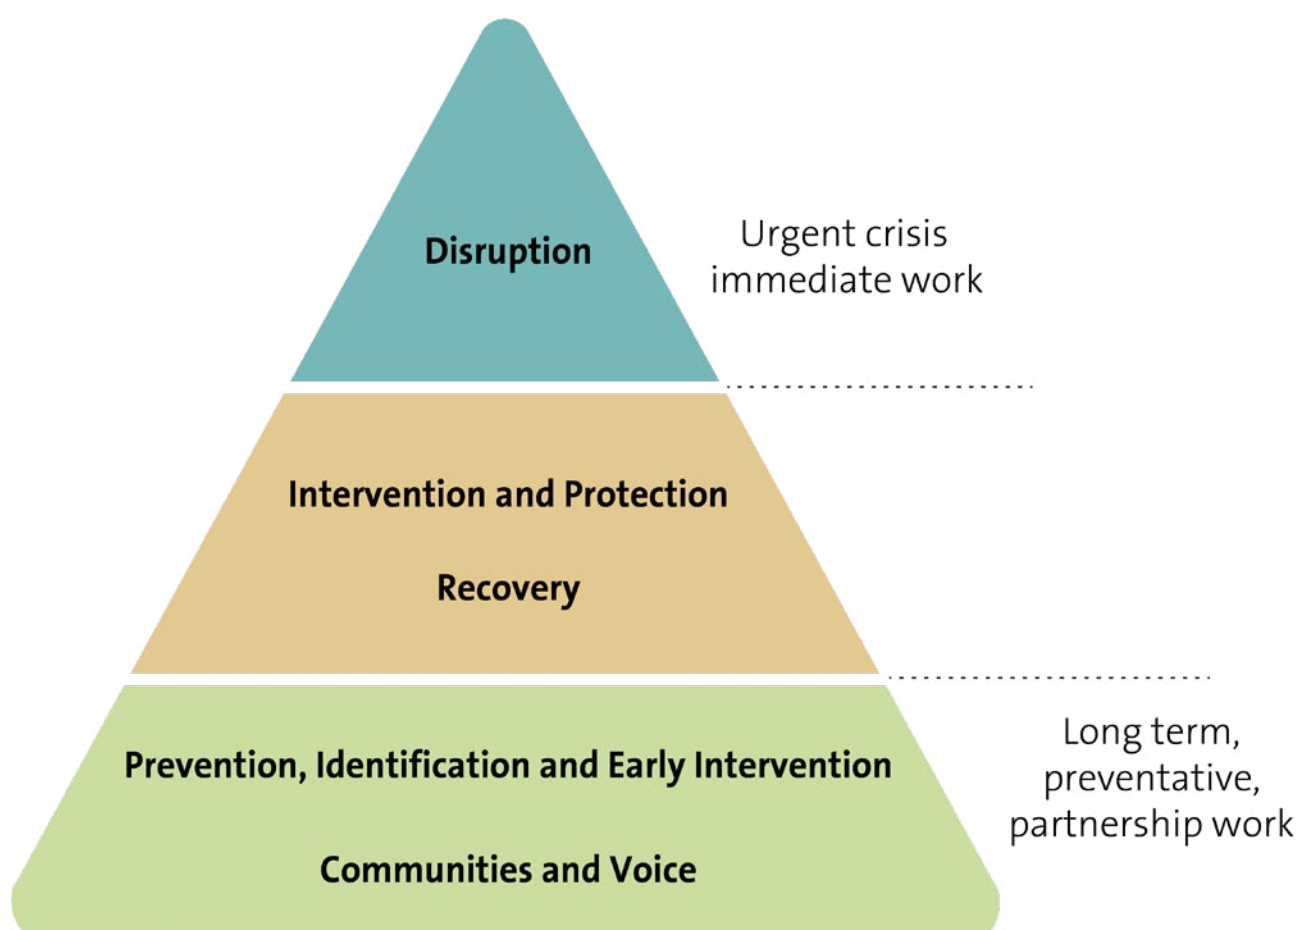 Disruption
Urgent crisis
immediate work
Intervention and Protection
Recovery
Prevention, Identification and Early Intervention
Long term,
preventative,
partnership work
Communities and Voice